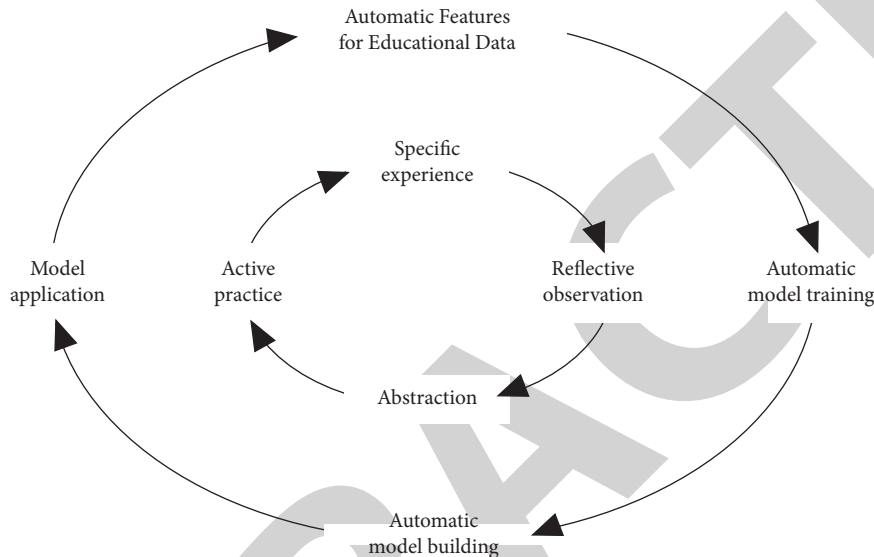 Automatic Features
for Educational Data
Specific
experience
Model
application
Active
practice
Reflective
observation
Automatic
model training
Abstraction
Automatic
model building